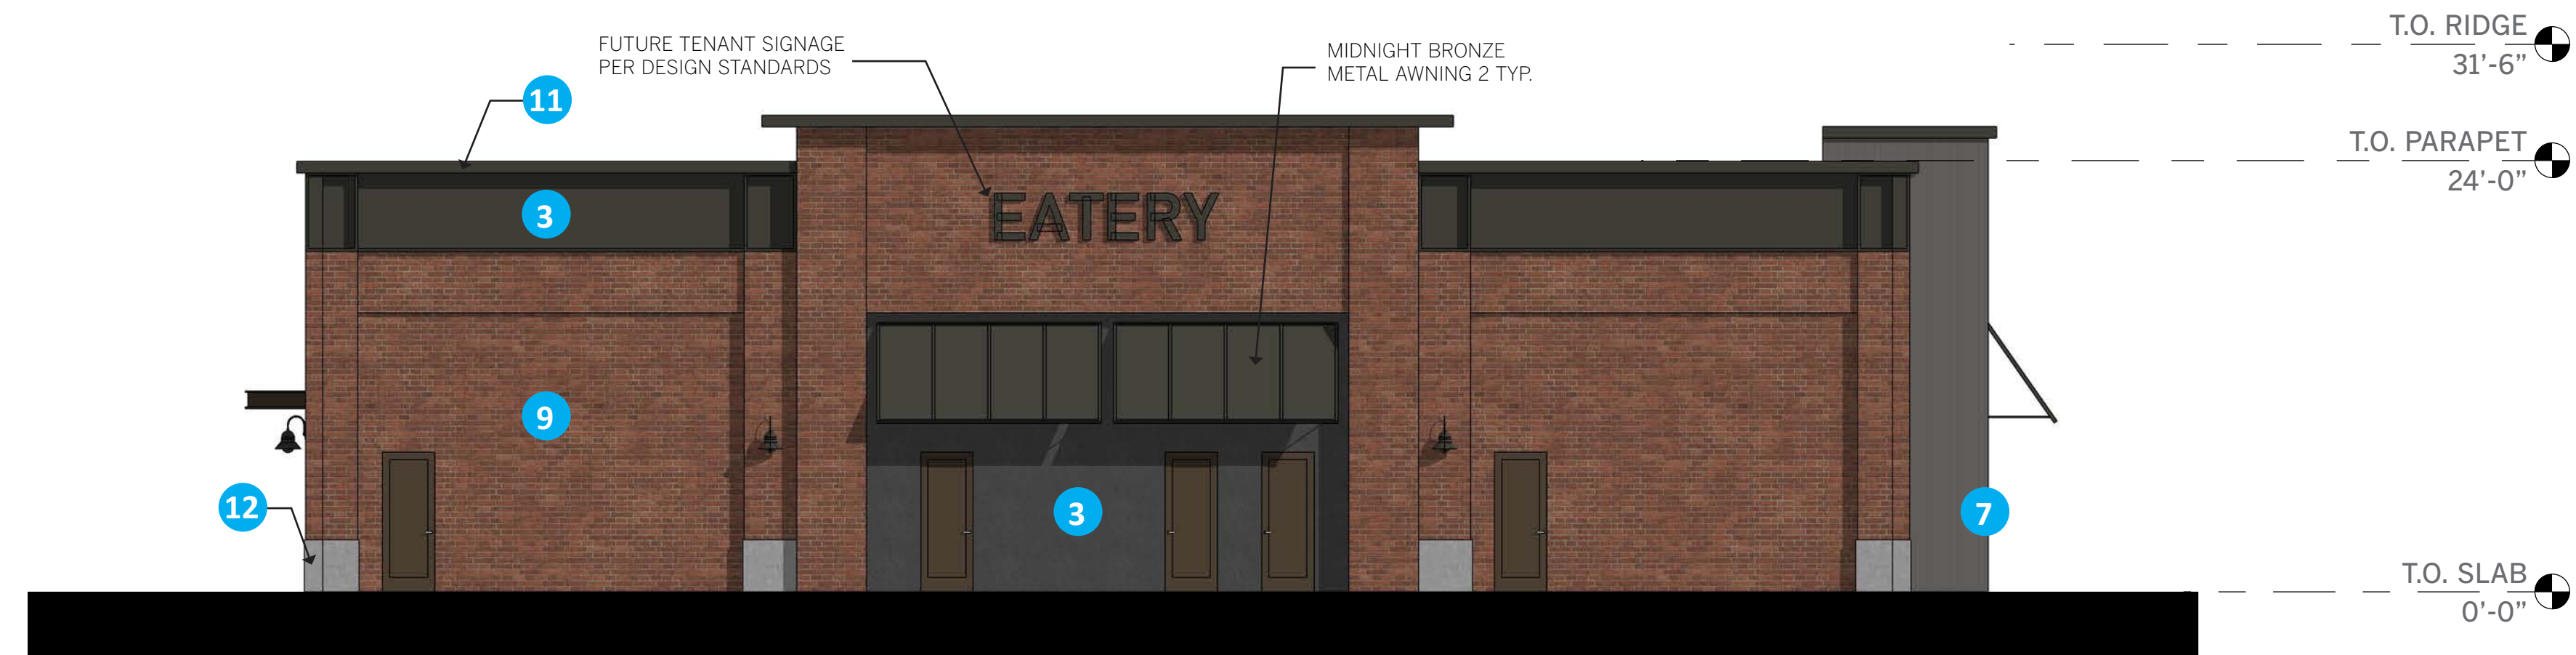 T.O. RIDGE
31'-6"
FUTURE TENANT SIGNAGE
PER DESIGN STANDARDS
MIDNIGHT BRONZE
METAL AWNING 2 TYP.
11
T.O. PARAPET
24'-0"
3
EATERY
9
12
3
7
T.O. SLAB
0'-0"